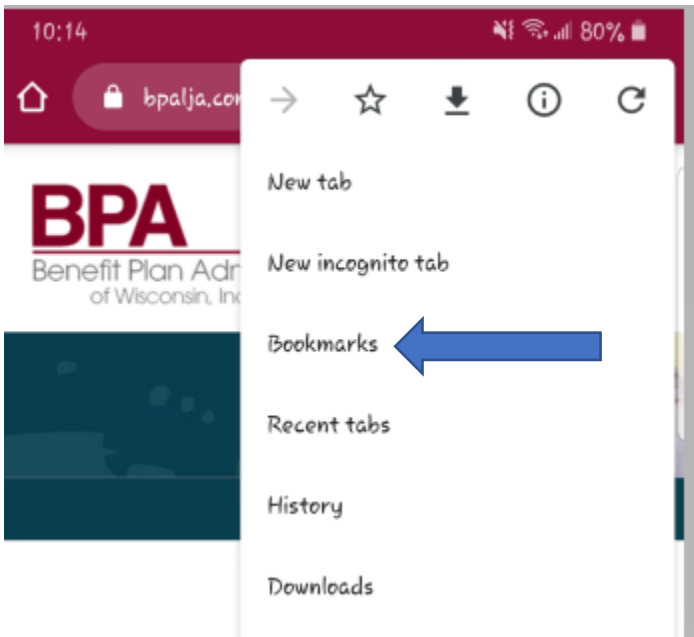 10:14 80%
bpalja.com
New tab
BPA
New incognito tab
Benefit Plan Adr
of Wisconsin, Inc
Bookmarks
Recent tabs
History
Downloads